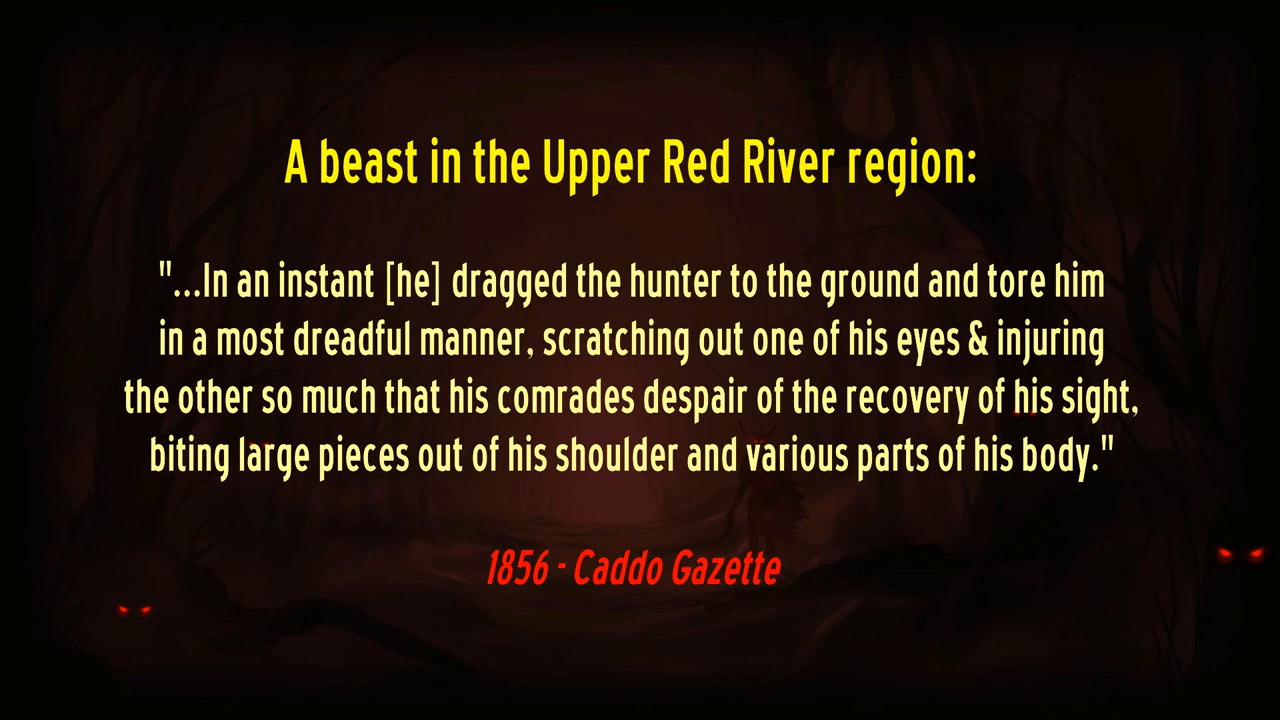 A beast in the Upper Red River region:
"...In an instant [he] dragged the hunter to the ground and tore him
in a most dreadful manner, scratching out one of his eyes & injuring
the other so much that his comrades despair of the recovery of his sight,
biting large pieces out of his shoulder and various parts of his body."
1856 - Caddo Gazette